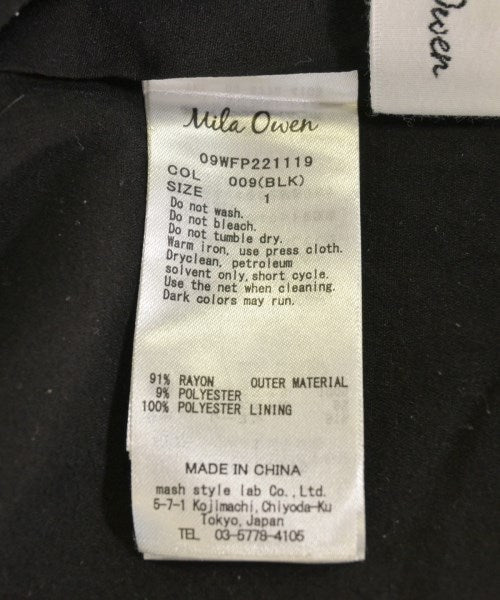 Owen
Mila Owen
09WFP221119
COL 009(BLK)
SIZE 1
Do not wash.
Do not bleach.
Do not tumble dry.
Warm iron, use press cloth.
Dryclean, petroleum
solvent only,short cycle.
Use the net when cleaning.
Dark colors may run.
91% RAYON OUTER MATERIAL
9% POLYESTER
100% POLYESTER LINING
MADE IN CHINA
mash style lab Co.,Ltd.
5-7-1 Kojimachi,Chiyoda-Ku
Tokyo,Japan
TEL 03-5778-4105